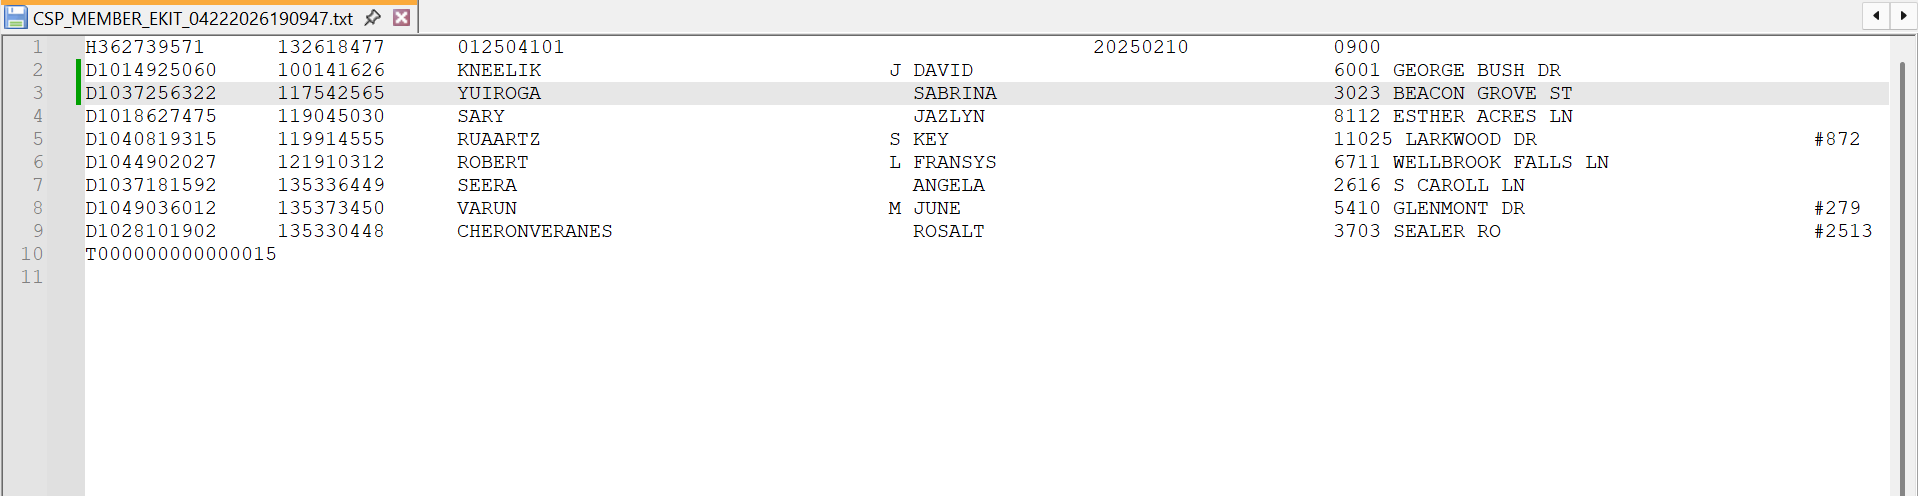 CSP_MEMBER_EKIT_04222026190947.txt
1 H362739571 132618477 012504101 20250210 0900
2 D1014925060 100141626 KNEELIK J DAVID 6001 GEORGE BUSH DR
3 D1037256322 117542565 YUIROGA SABRINA 3023 BEACON GROVE ST
4 D1018627475 119045030 SARY JAZLYN 8112 ESTHER ACRES LN
5 D1040819315 119914555 RUAARTZ S KEY 11025 LARKWOOD DR #872
6 D1044902027 121910312 ROBERT L FRANSYS 6711 WELLBROOK FALLS LN
7 D1037181592 135336449 SEERA ANGELA 2616 S CAROLL LN
8 D1049036012 135373450 VARUN M JUNE 5410 GLENMONT DR #279
9 D1028101902 135330448 CHERONVERANES ROSALT 3703 SEALER RO #2513
10 T000000000000015
11